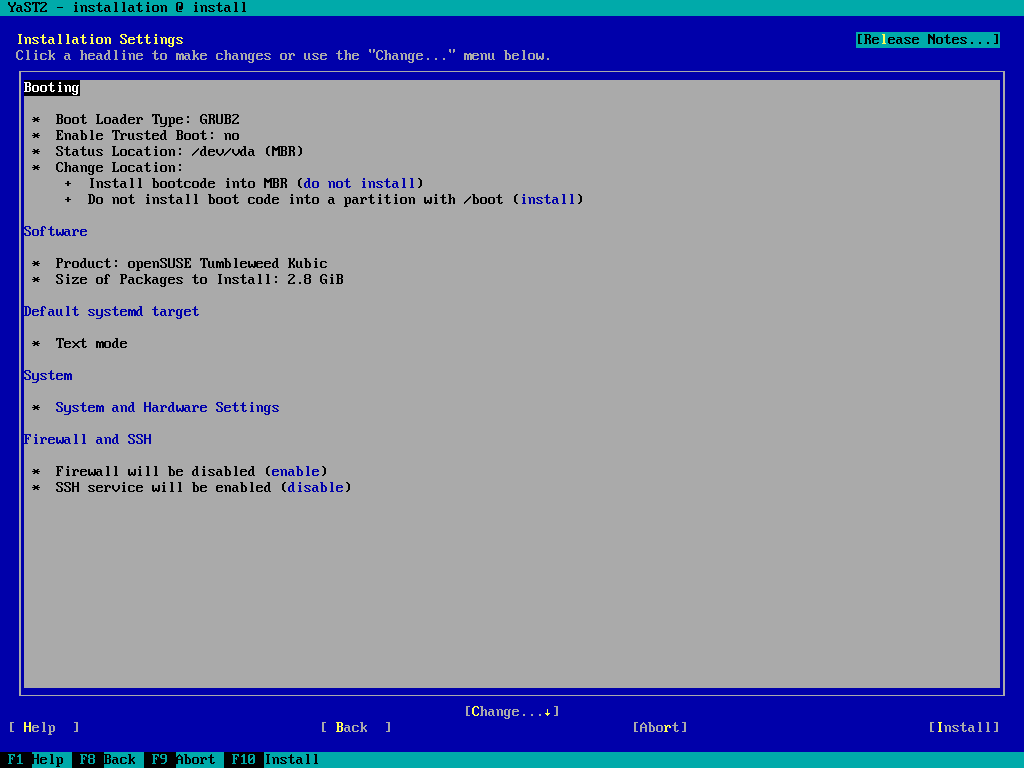 YaST2 - installation @ install
Installation Settings [Release Notes...]
Click a headline to make changes or use the "Change..." menu below.
Booting
* Boot Loader Type: GRUB2
* Enable Trusted Boot: no
* Status Location: /dev/vda (MBR)
* Change Location:
+ Install bootcode into MBR (do not install)
+ Do not install boot code into a partition with /boot (install)
Software
* Product: openSUSE Tumbleweed Kubic
* Size of Packages to Install: 2.8 GiB
Default systemd target
* Text mode
System
* System and Hardware Settings
Firewall and SSH
* Firewall will be disabled (enable)
* SSH service will be enabled (disable)
[Change...↓]
[ Help ] [ Back ] [Abort] [Install]
F1 Help F8 Back F9 Abort F10 Install